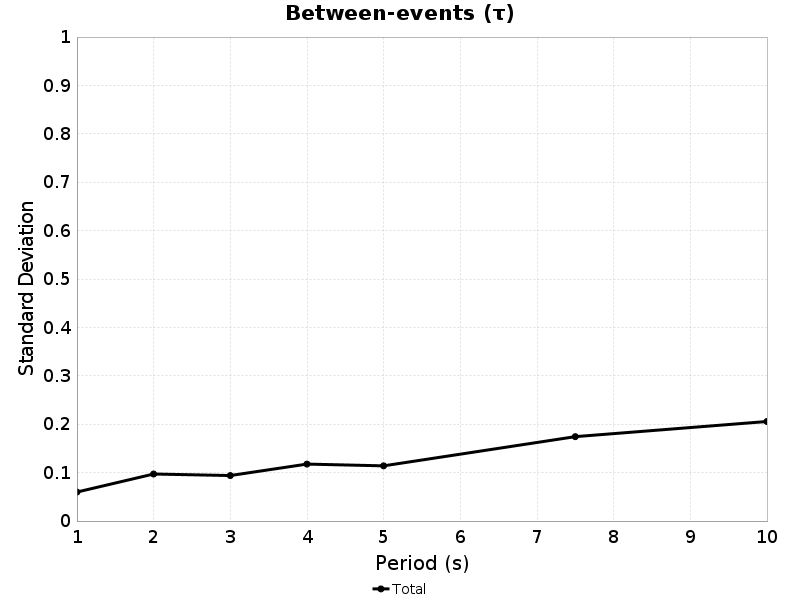 Between-events (τ)
1
0.9
0.8
0.7
0.6
0.5
0.4
0.3
0.2
0.1
0
Standard Deviation
1 2 3 4 5 6 7 8 9 10
Period (s)
Total